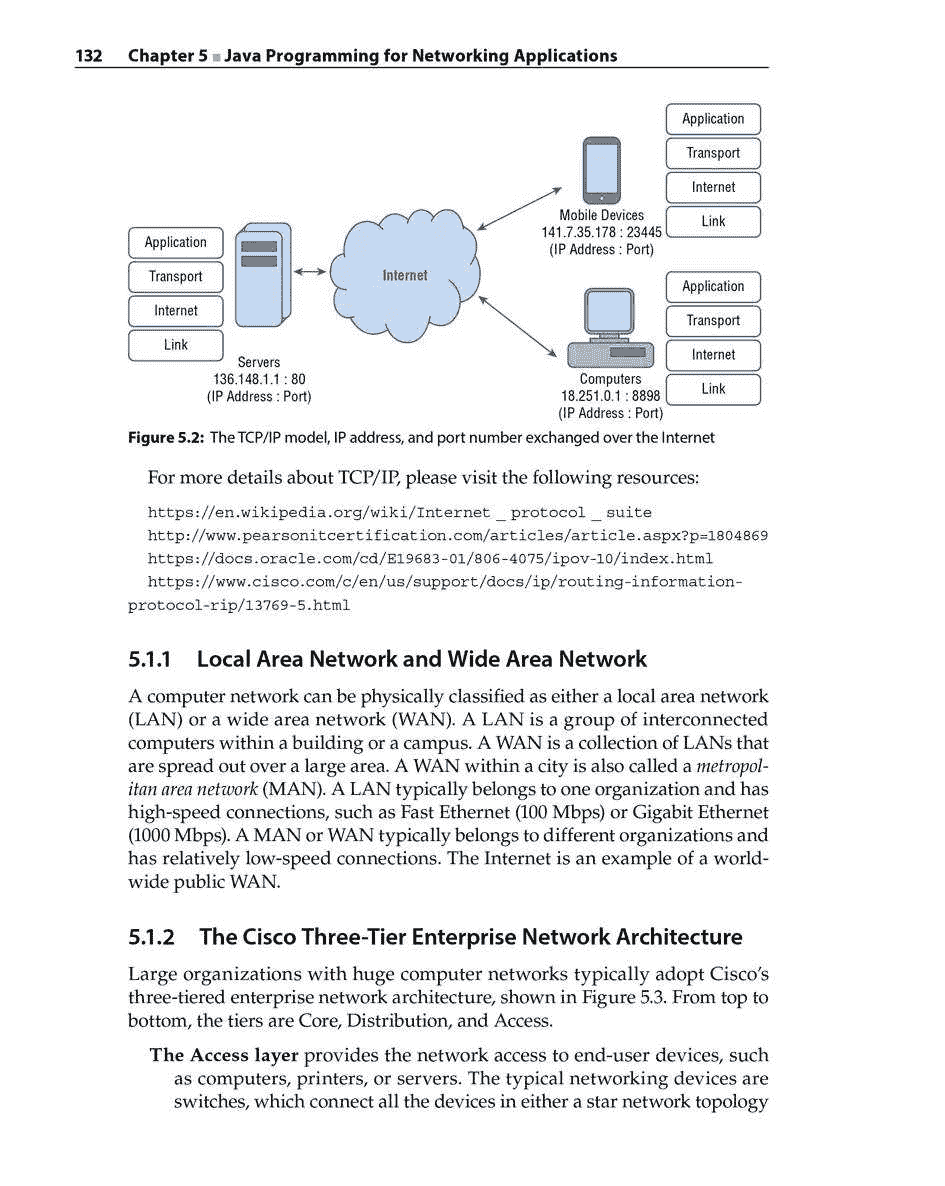 132 Chapter 5 ■ Java Programming for Networking Applications
Application
Transport
Internet
Link
Servers
136.148.1.1 : 80
(IP Address : Port)
Internet
Mobile Devices
141.7.35.178 : 23445
(IP Address : Port)
Application
Transport
Internet
Link
Computers
18.251.0.1 : 8898
(IP Address : Port)
Application
Transport
Internet
Link
Figure 5.2: The TCP/IP model, IP address, and port number exchanged over the Internet
For more details about TCP/IP, please visit the following resources:
https://en.wikipedia.org/wiki/Internet _ protocol _ suite
http://www.pearsonitcertification.com/articles/article.aspx?p=1804869
https://docs.oracle.com/cd/E19683-01/806-4075/ipov-10/index.html
https://www.cisco.com/c/en/us/support/docs/ip/routing-information-
protocol-rip/13769-5.html
5.1.1 Local Area Network and Wide Area Network
A computer network can be physically classified as either a local area network
(LAN) or a wide area network (WAN). A LAN is a group of interconnected
computers within a building or a campus. A WAN is a collection of LANs that
are spread out over a large area. A WAN within a city is also called a metropol-
itan area network (MAN). A LAN typically belongs to one organization and has
high-speed connections, such as Fast Ethernet (100 Mbps) or Gigabit Ethernet
(1000 Mbps). A MAN or WAN typically belongs to different organizations and
has relatively low-speed connections. The Internet is an example of a world-
wide public WAN.
5.1.2 The Cisco Three-Tier Enterprise Network Architecture
Large organizations with huge computer networks typically adopt Cisco's
three-tiered enterprise network architecture, shown in Figure 5.3. From top to
bottom, the tiers are Core, Distribution, and Access.
The Access layer provides the network access to end-user devices, such
as computers, printers, or servers. The typical networking devices are
switches, which connect all the devices in either a star network topology